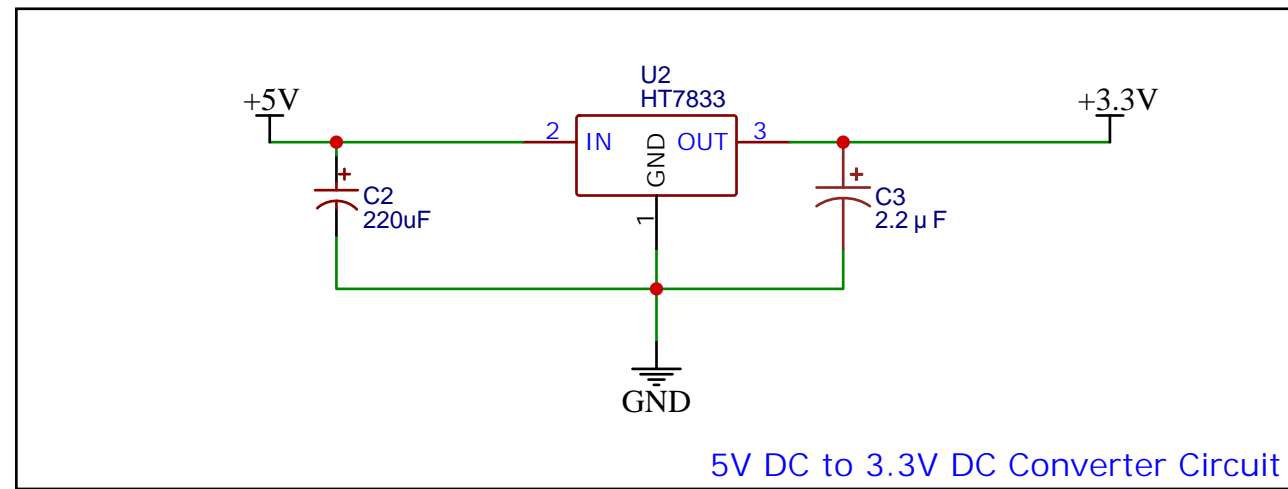 U2
HT7833
+5V
+3.3V
2
IN
GND
OUT
3
+
C2
220uF
1
+
C3
2.2 µ F
GND
5V DC to 3.3V DC Converter Circuit